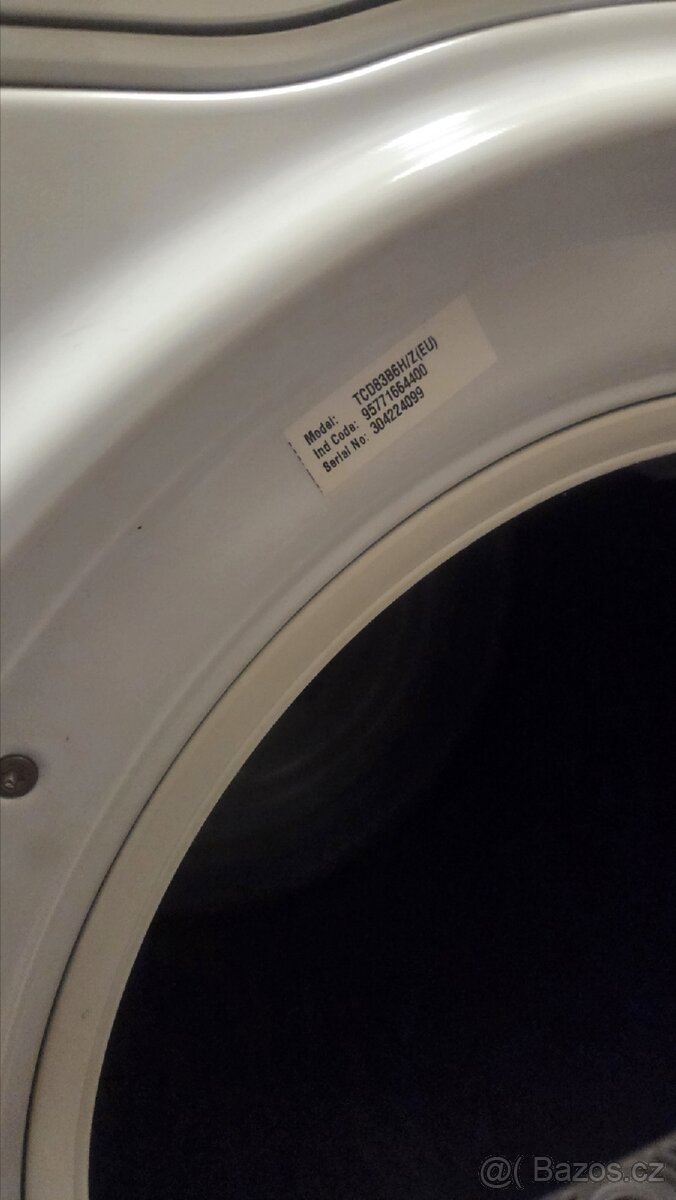 Model: TCD83B6H/Z(EU)
Ind Code: 95771664400
Serial No: 304224099
@( Bazos.cz